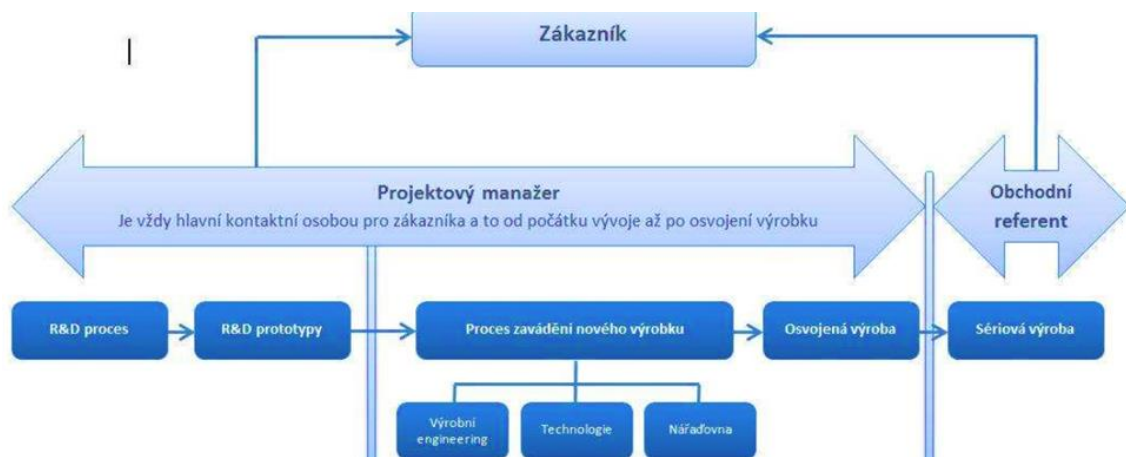 Zákazník
Projektový manažer
Je vždy hlavní kontaktní osobou pro zákazníka a to od počátku vývoje až po osvojení výrobku
Obchodní
referent
R&D proces
R&D prototypy
Proces zavádění nového výrobku
Osvojená výroba
Sériová výroba
Výrobní
engineering
Technologie
Nářaďovna